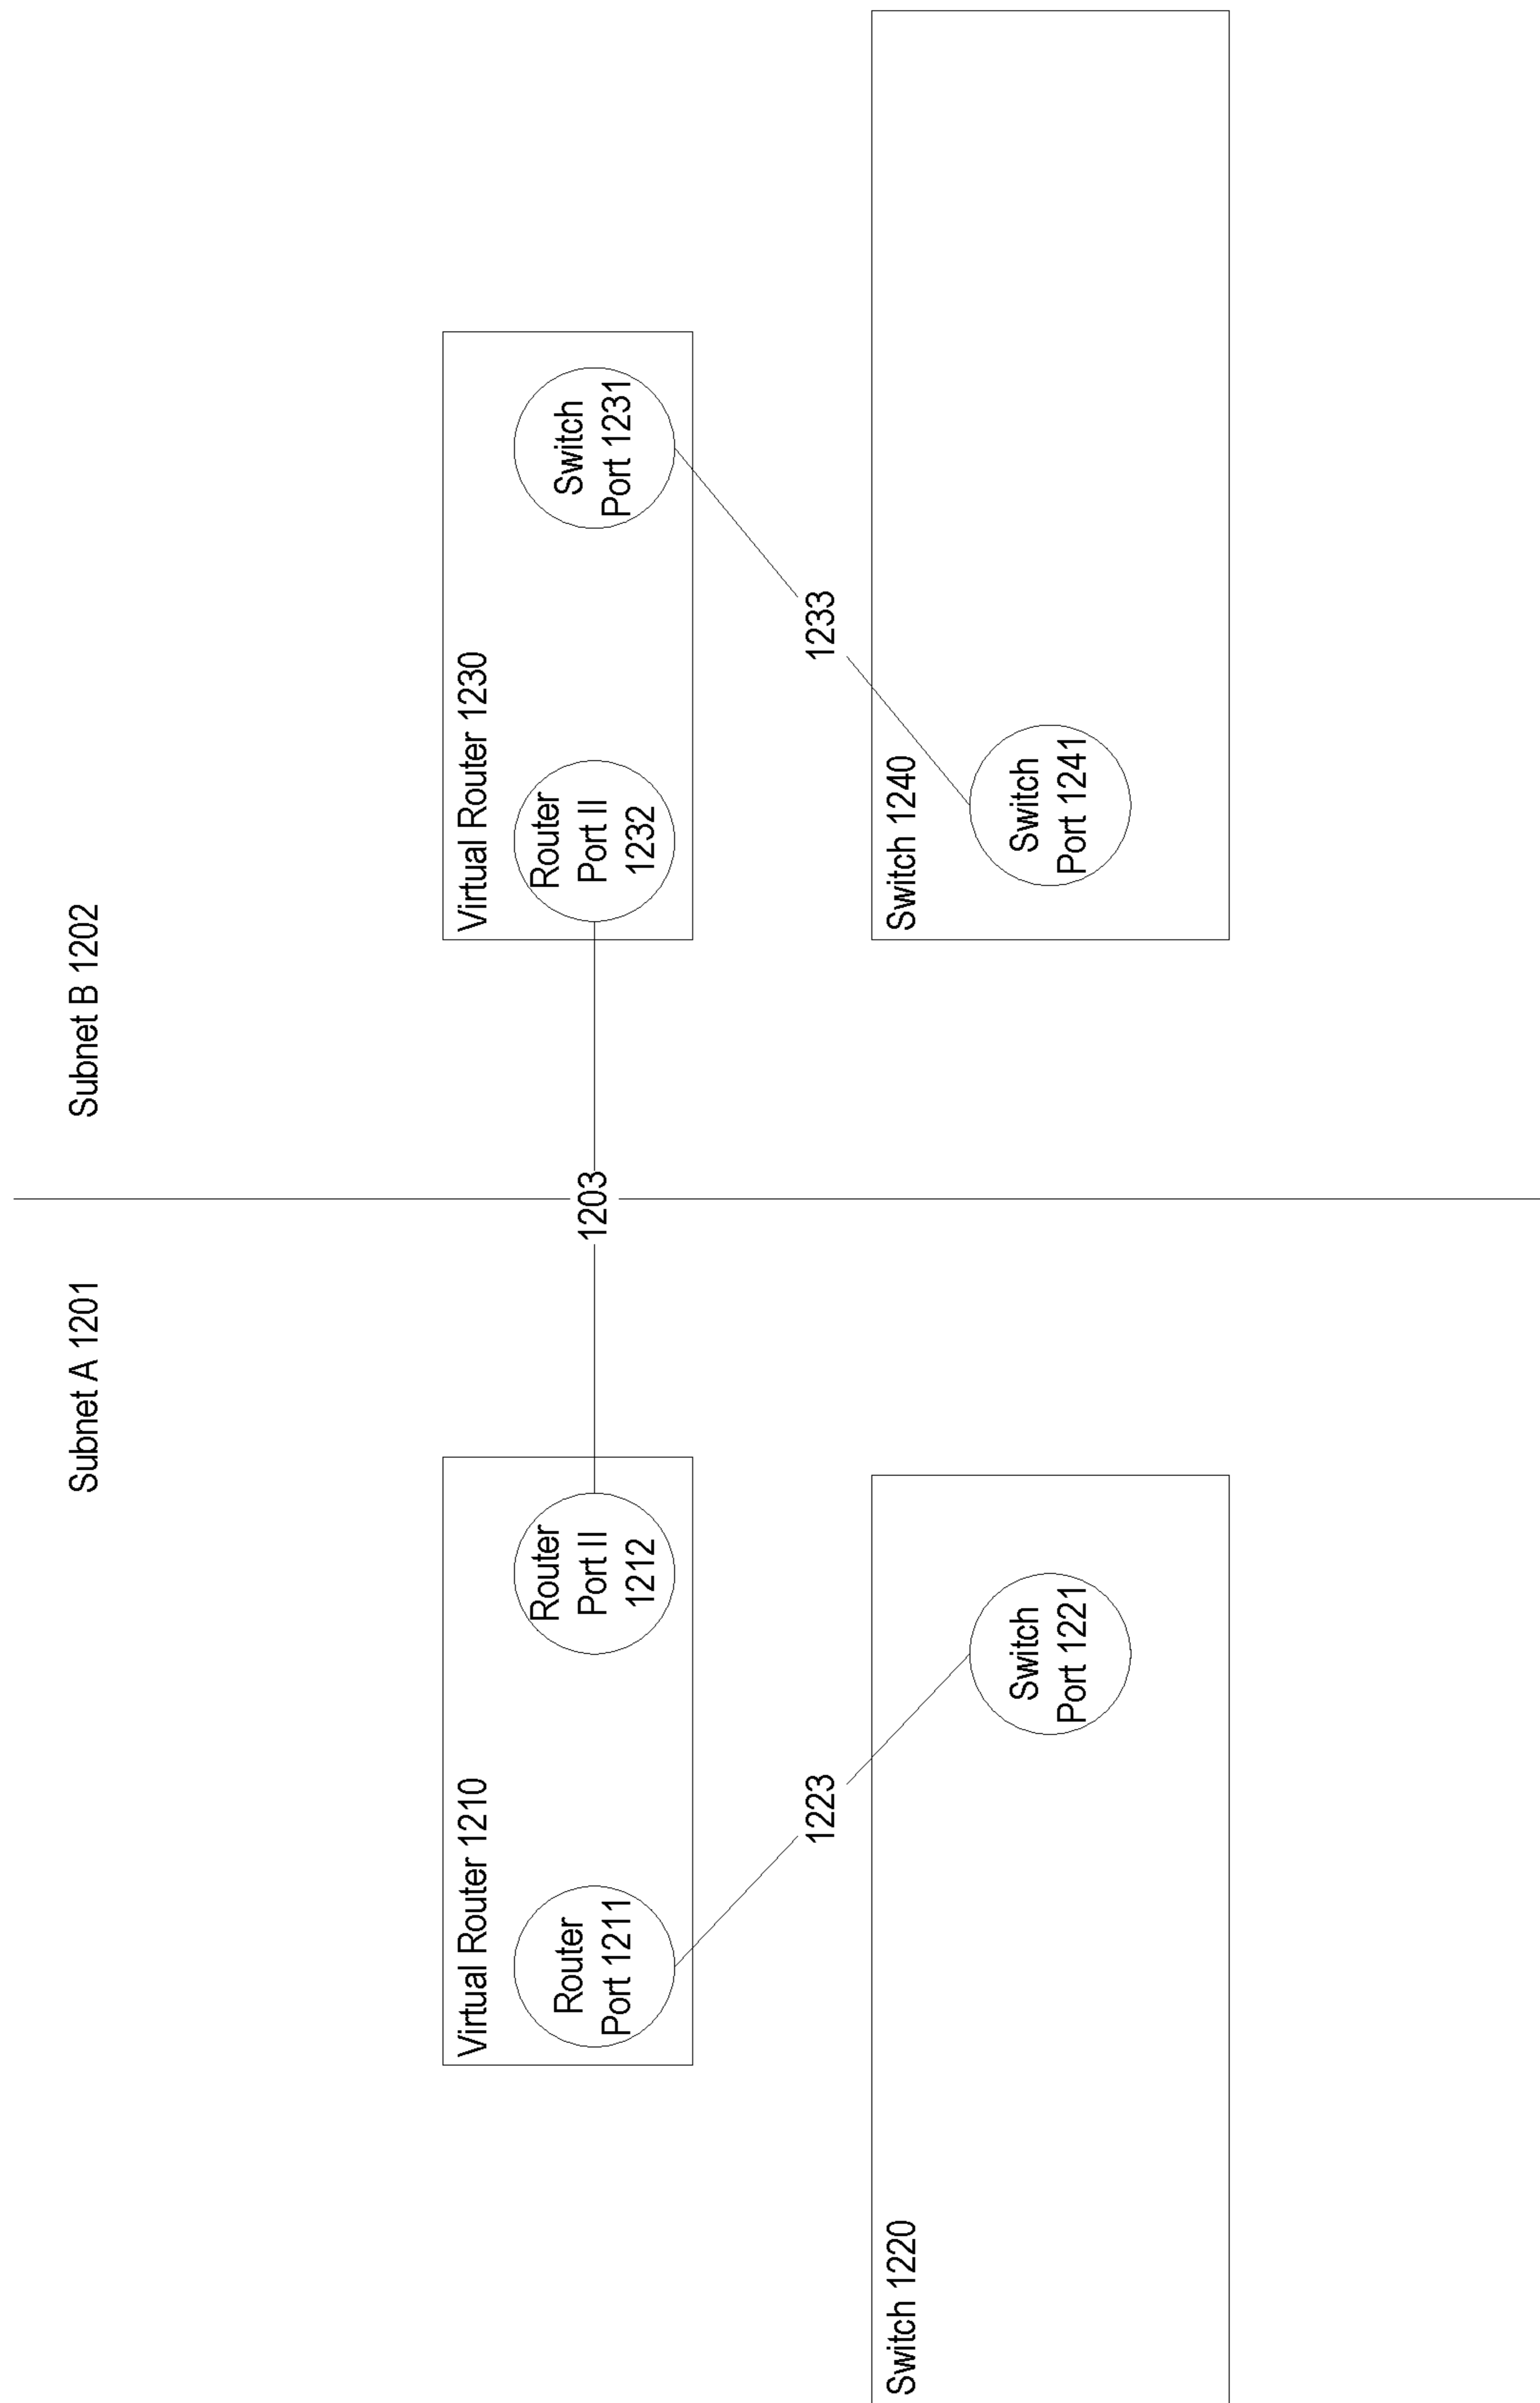 Subnet A 1201
Subnet B 1202
Virtual Router 1210
Router
Port 1211
Router
Port II
1212
1203
Virtual Router 1230
Router
Port II
1232
Switch
Port 1231
1223
1233
Switch 1220
Switch
Port 1221
Switch 1240
Switch
Port 1241